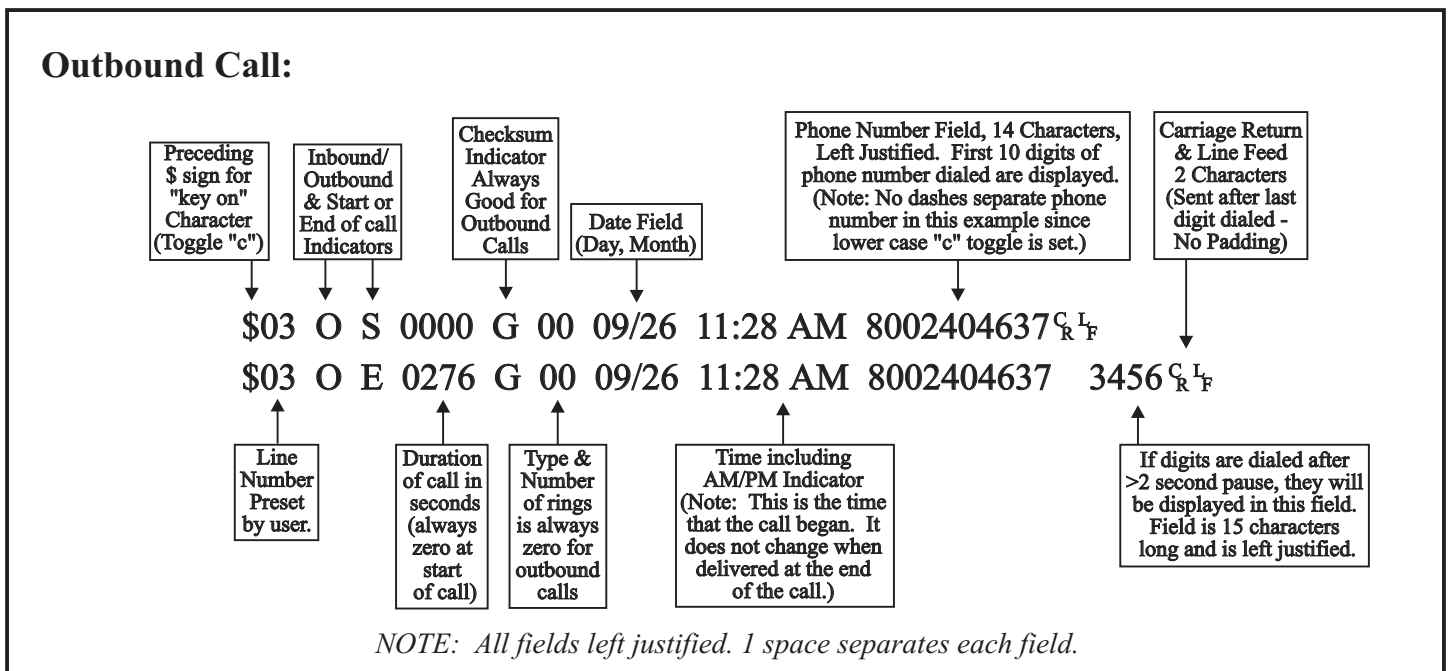 Outbound Call:
Preceding
$ sign for
"key on"
Character
(Toggle "c")
Inbound/
Outbound
& Start or
End of call
Indicators
Checksum
Indicator
Always
Good for
Outbound
Calls
Date Field
(Day, Month)
Phone Number Field, 14 Characters,
Left Justified. First 10 digits of
phone number dialed are displayed.
(Note: No dashes separate phone
number in this example since
lower case "c" toggle is set.)
Carriage Return
& Line Feed
2 Characters
(Sent after last
digit dialed -
No Padding)
$03 O S 0000 G 00 09/26 11:28 AM 8002404637 CR LF
$03 O E 0276 G 00 09/26 11:28 AM 8002404637 3456 CR LF
Line
Number
Preset
by user.
Duration
of call in
seconds
(always
zero at
start
of call)
Type &
Number
of rings
is always
zero for
outbound
calls
Time including
AM/PM Indicator
(Note: This is the time
that the call began. It
does not change when
delivered at the end
of the call.)
If digits are dialed after
>2 second pause, they will
be displayed in this field.
Field is 15 characters
long and is left justified.
NOTE: All fields left justified. 1 space separates each field.